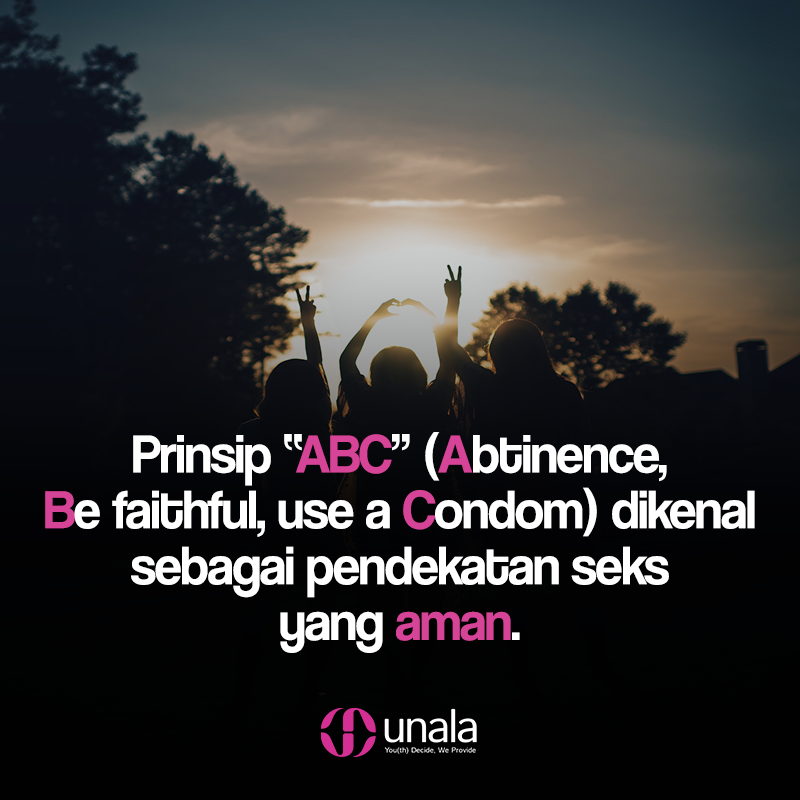 Prinsip “ABC” (Abtinence,
Be faithful, use a Condom) dikenal
sebagai pendekatan seks
yang aman.
unala
You(th) Decide, We Provide